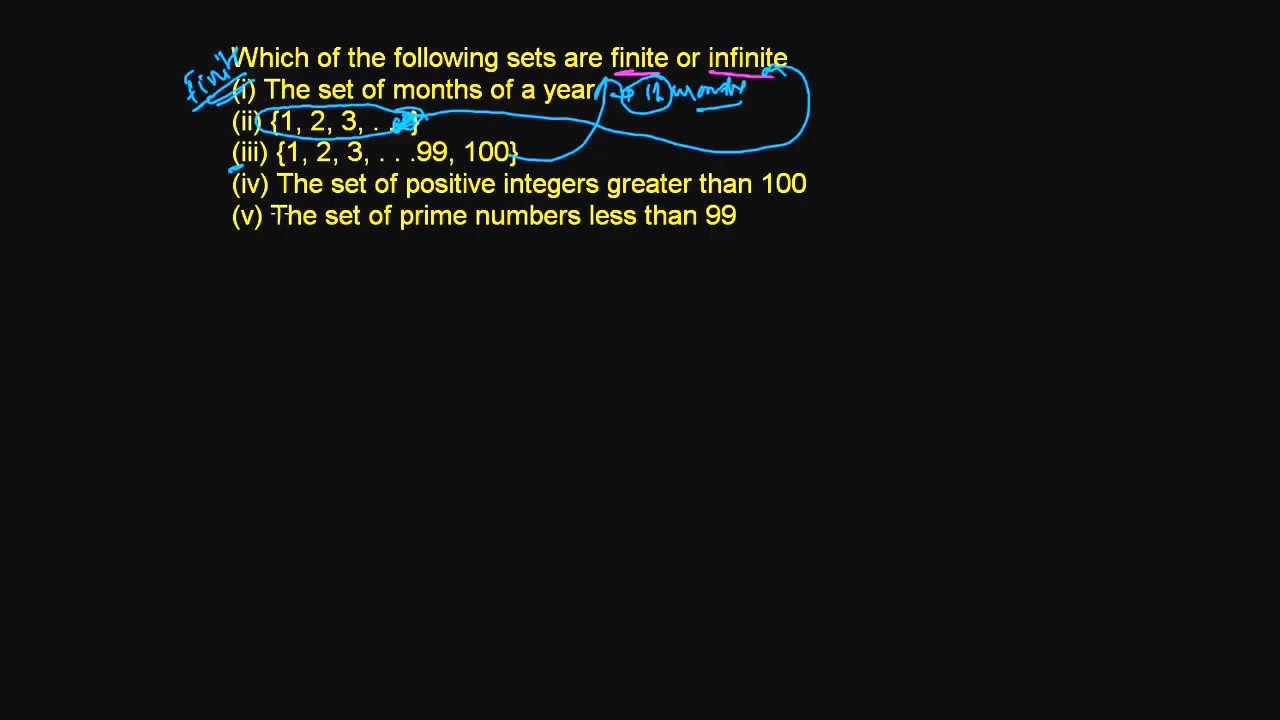 Which of the following sets are finite or infinite
finite
(i) The set of months of a year → 12 months
(ii) {1, 2, 3, . . .}
(iii) {1, 2, 3, . . .99, 100}
(iv) The set of positive integers greater than 100
(v) The set of prime numbers less than 99